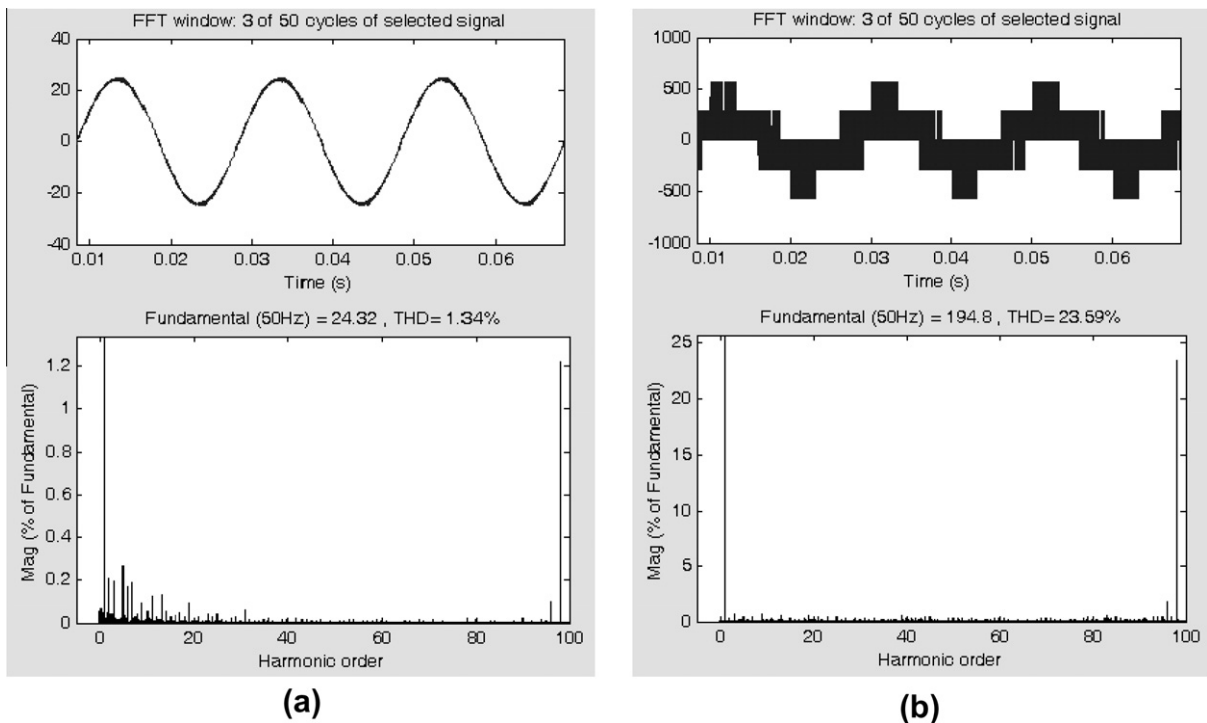 FFT window: 3 of 50 cycles of selected signal
40
20
0
-20
-40
0.01 0.02 0.03 0.04 0.05 0.06
Time (s)
Fundamental (50Hz) = 24.32 , THD= 1.34%
Mag (% of Fundamental)
1.2
1
0.8
0.6
0.4
0.2
0
0 20 40 60 80 100
Harmonic order
(a)
FFT window: 3 of 50 cycles of selected signal
1000
500
0
-500
-1000
0.01 0.02 0.03 0.04 0.05 0.06
Time (s)
Fundamental (50Hz) = 194.8 , THD= 23.59%
Mag (% of Fundamental)
25
20
15
10
5
0
0 20 40 60 80 100
Harmonic order
(b)